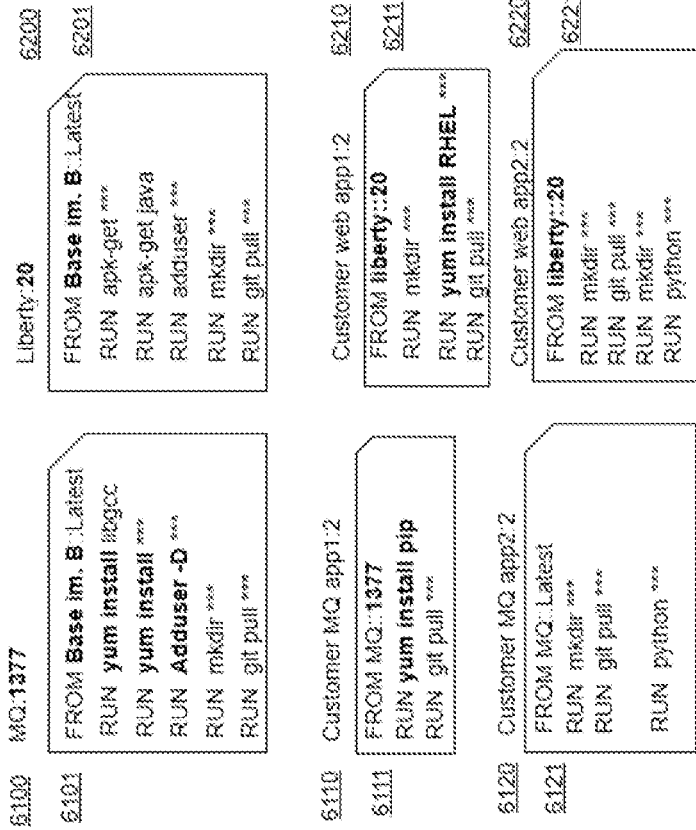 6100 MQ:1377
6101
FROM Base im. B::Latest
RUN yum install libgcc
RUN yum install ***
RUN Adduser -D ***
RUN mkdir ***
RUN git pull ***
6110 Customer MQ app1:2
6111
FROM MQ::1377
RUN yum install pip
RUN git pull ***
6120 Customer MQ app2:2
6121
FROM MQ::Latest
RUN mkdir ***
RUN git pull ***
RUN python ***
Liberty:20 6200
6201
FROM Base im. B::Latest
RUN apk-get ***
RUN apk-get java
RUN adduser ***
RUN mkdir ***
RUN git pull ***
Customer web app1:2 6210
6211
FROM liberty::20
RUN mkdir ***
RUN yum install RHEL ***
RUN git pull ***
Customer web app2:2 6220
622
FROM liberty::20
RUN mkdir ***
RUN git pull ***
RUN mkdir ***
RUN python ***